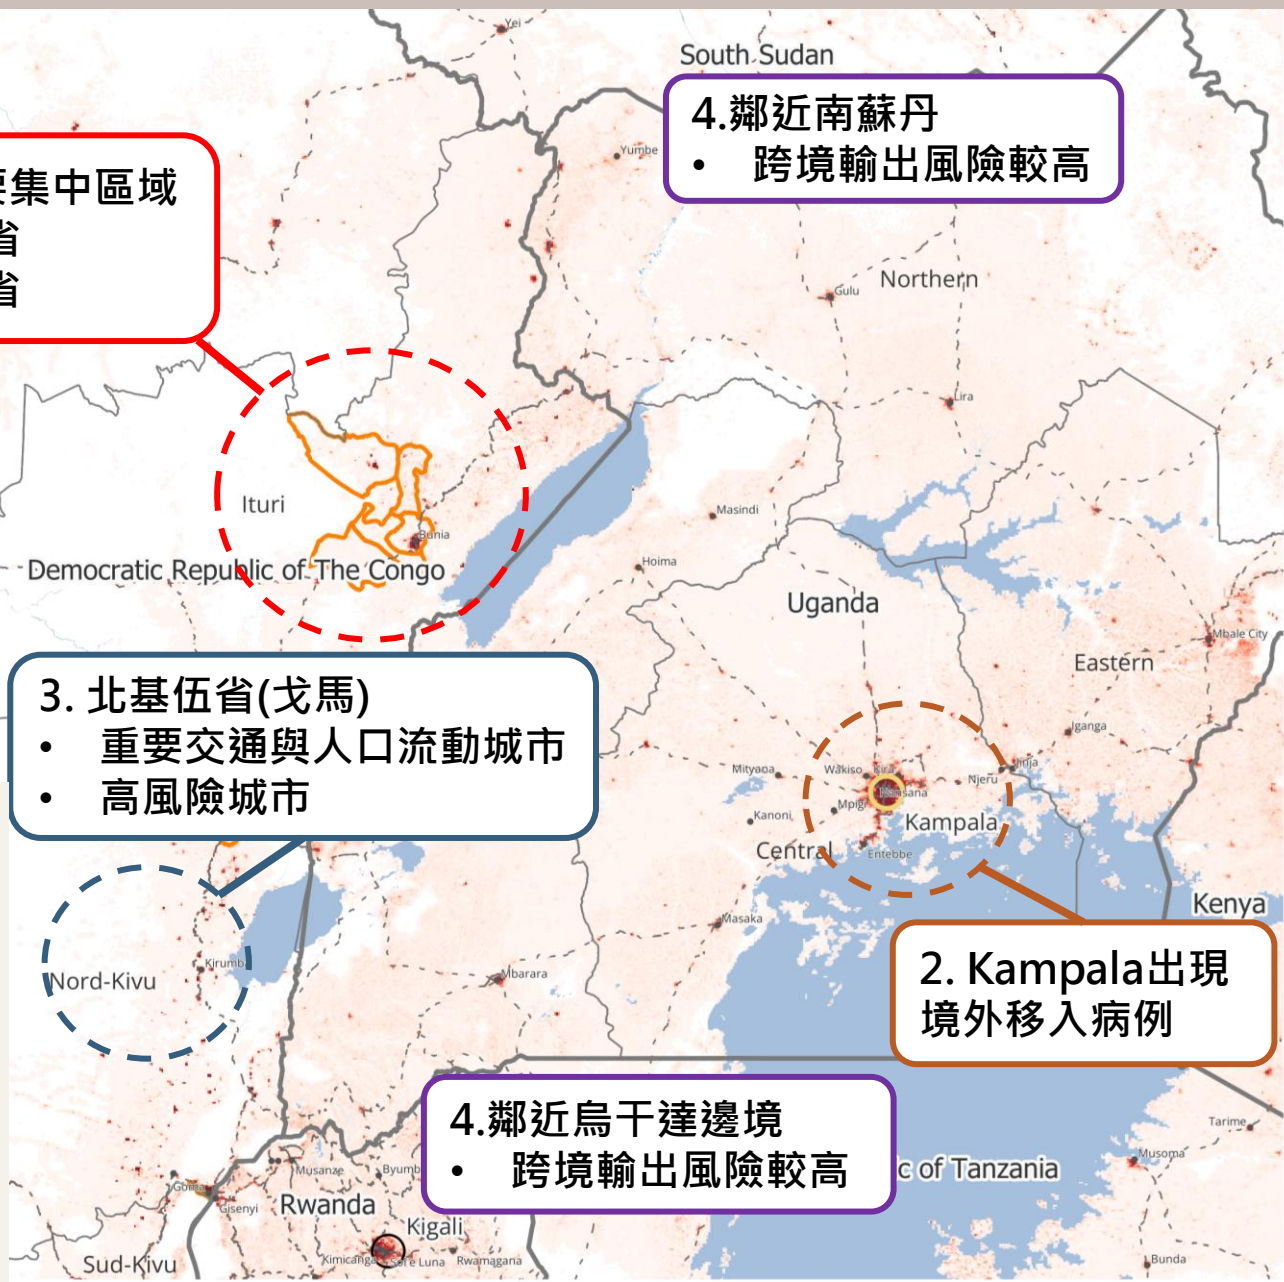 Yei
South Sudan
4.鄰近南蘇丹
• 跨境輸出風險較高
Yumbe
要集中區域
省
省
Northern
Gulu
Lira
Ituri
Masindi
Bunia
Hoima
Democratic Republic of The Congo
Uganda
Mbale City
Eastern
3. 北基伍省(戈馬)
• 重要交通與人口流動城市
• 高風險城市
Iganga
Jinja
Mityana
Wakiso
Kira
Njeru
Nansana
Mpigi
Kanoni
Kampala
Central
Entebbe
Kenya
Masaka
2. Kampala出現
境外移入病例
Kirumba
Nord-Kivu
Mbarara
4.鄰近烏干達邊境
• 跨境輸出風險較高
Tarime
Musoma
c of Tanzania
Musanze
Byumb
Goma
Gisenyi
Rwanda
Kigali
Kimicanga
Rwamagana
Sud-Kivu
Bunda